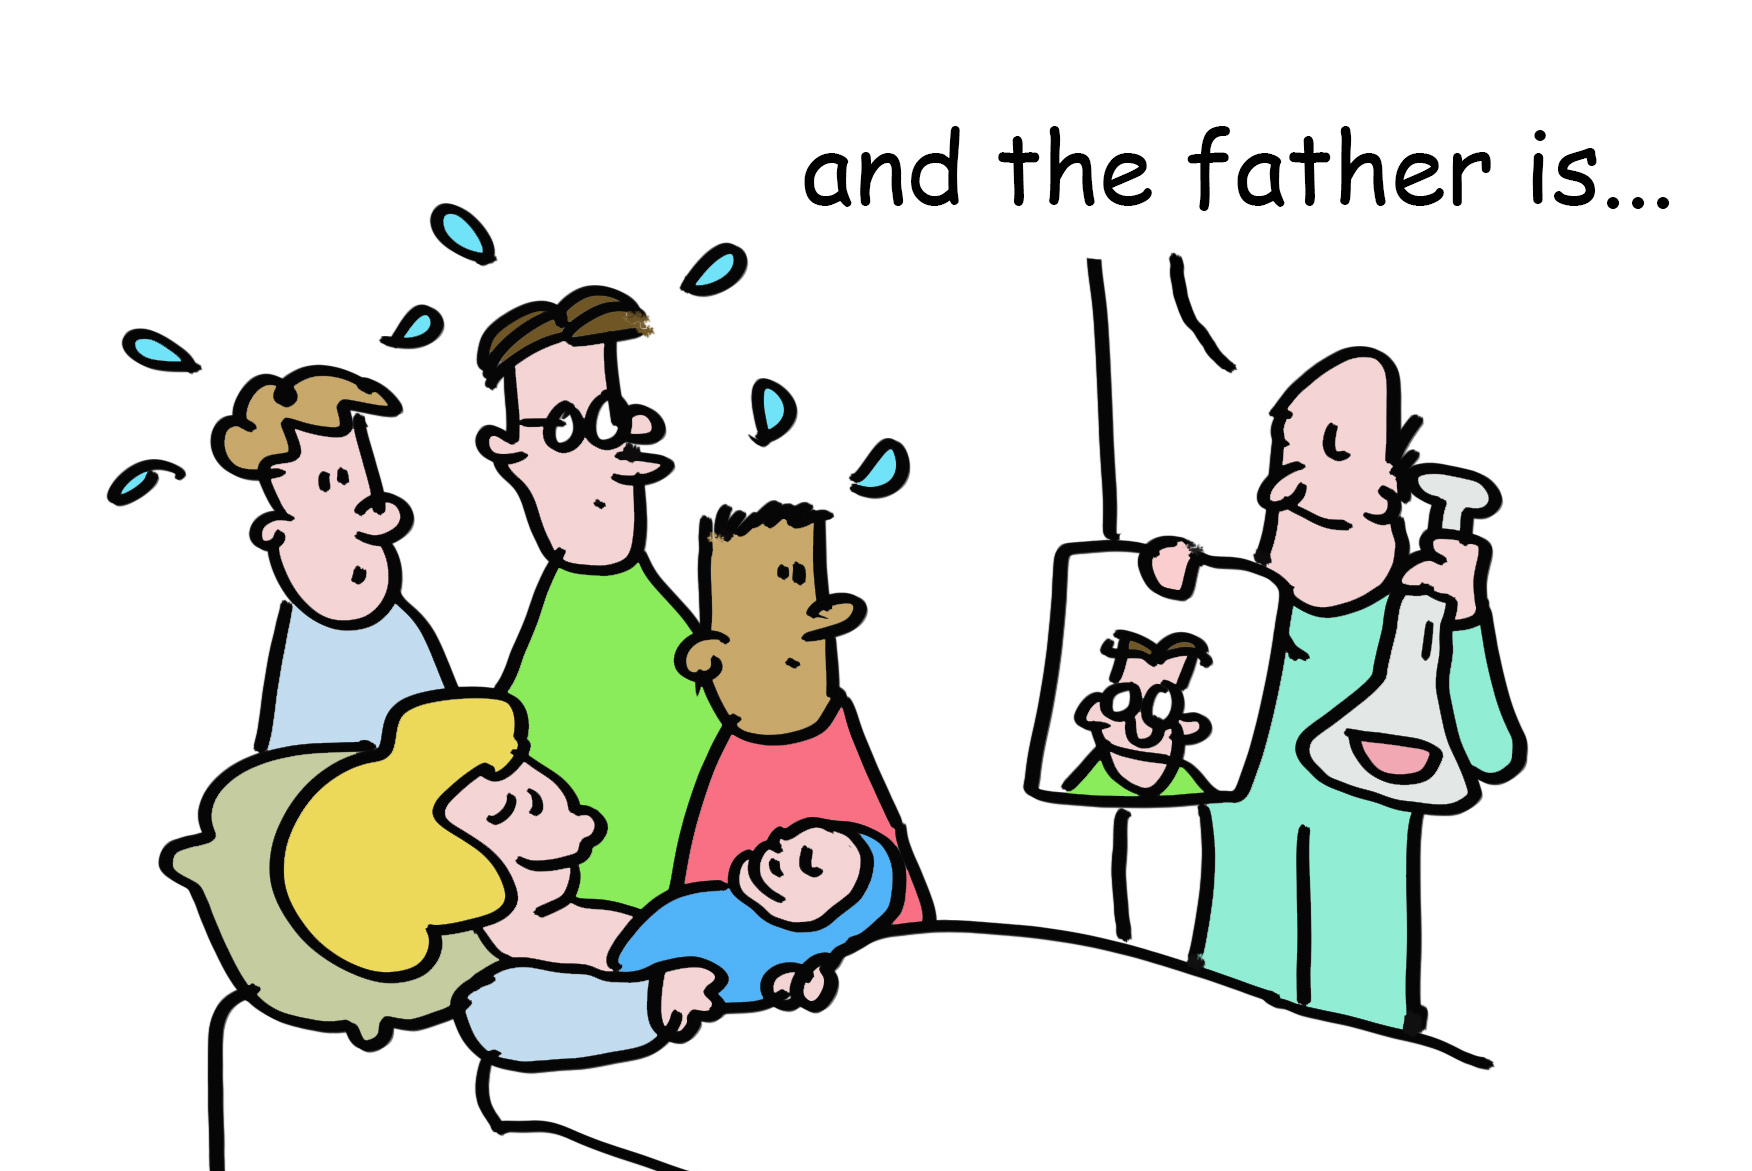 and the father is...